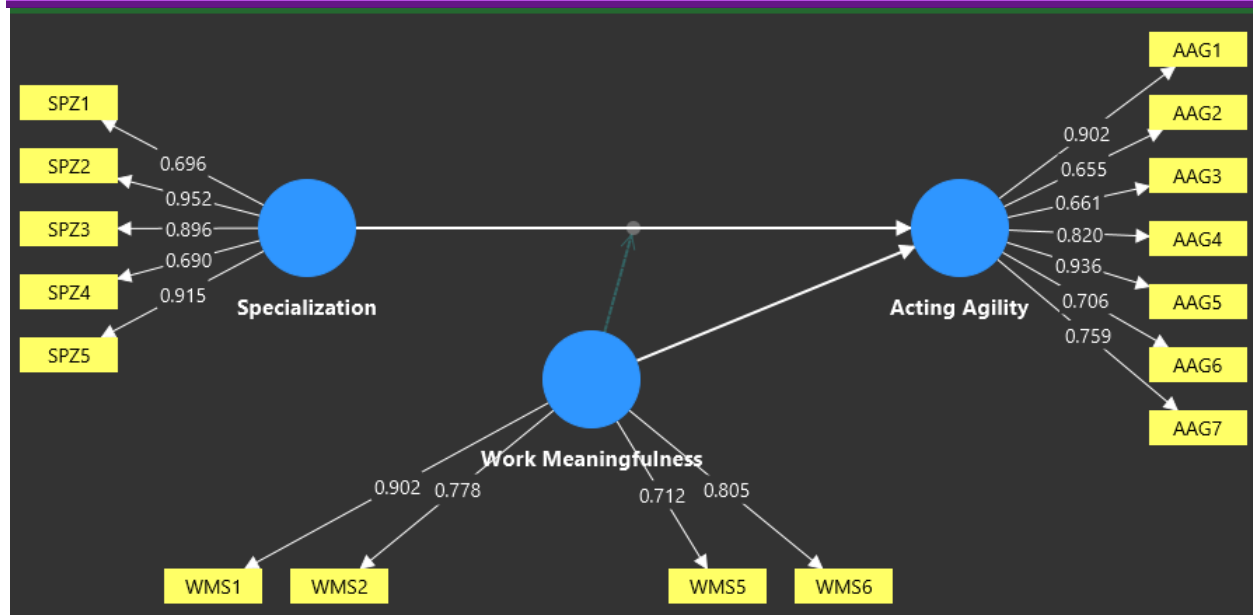 SPZ1
SPZ2
SPZ3
SPZ4
SPZ5
0.696
0.952
0.896
0.690
0.915
Specialization
Work Meaningfulness
0.902
0.778
0.712
0.805
WMS1
WMS2
WMS5
WMS6
Acting Agility
0.902
0.655
0.661
0.820
0.936
0.706
0.759
AAG1
AAG2
AAG3
AAG4
AAG5
AAG6
AAG7